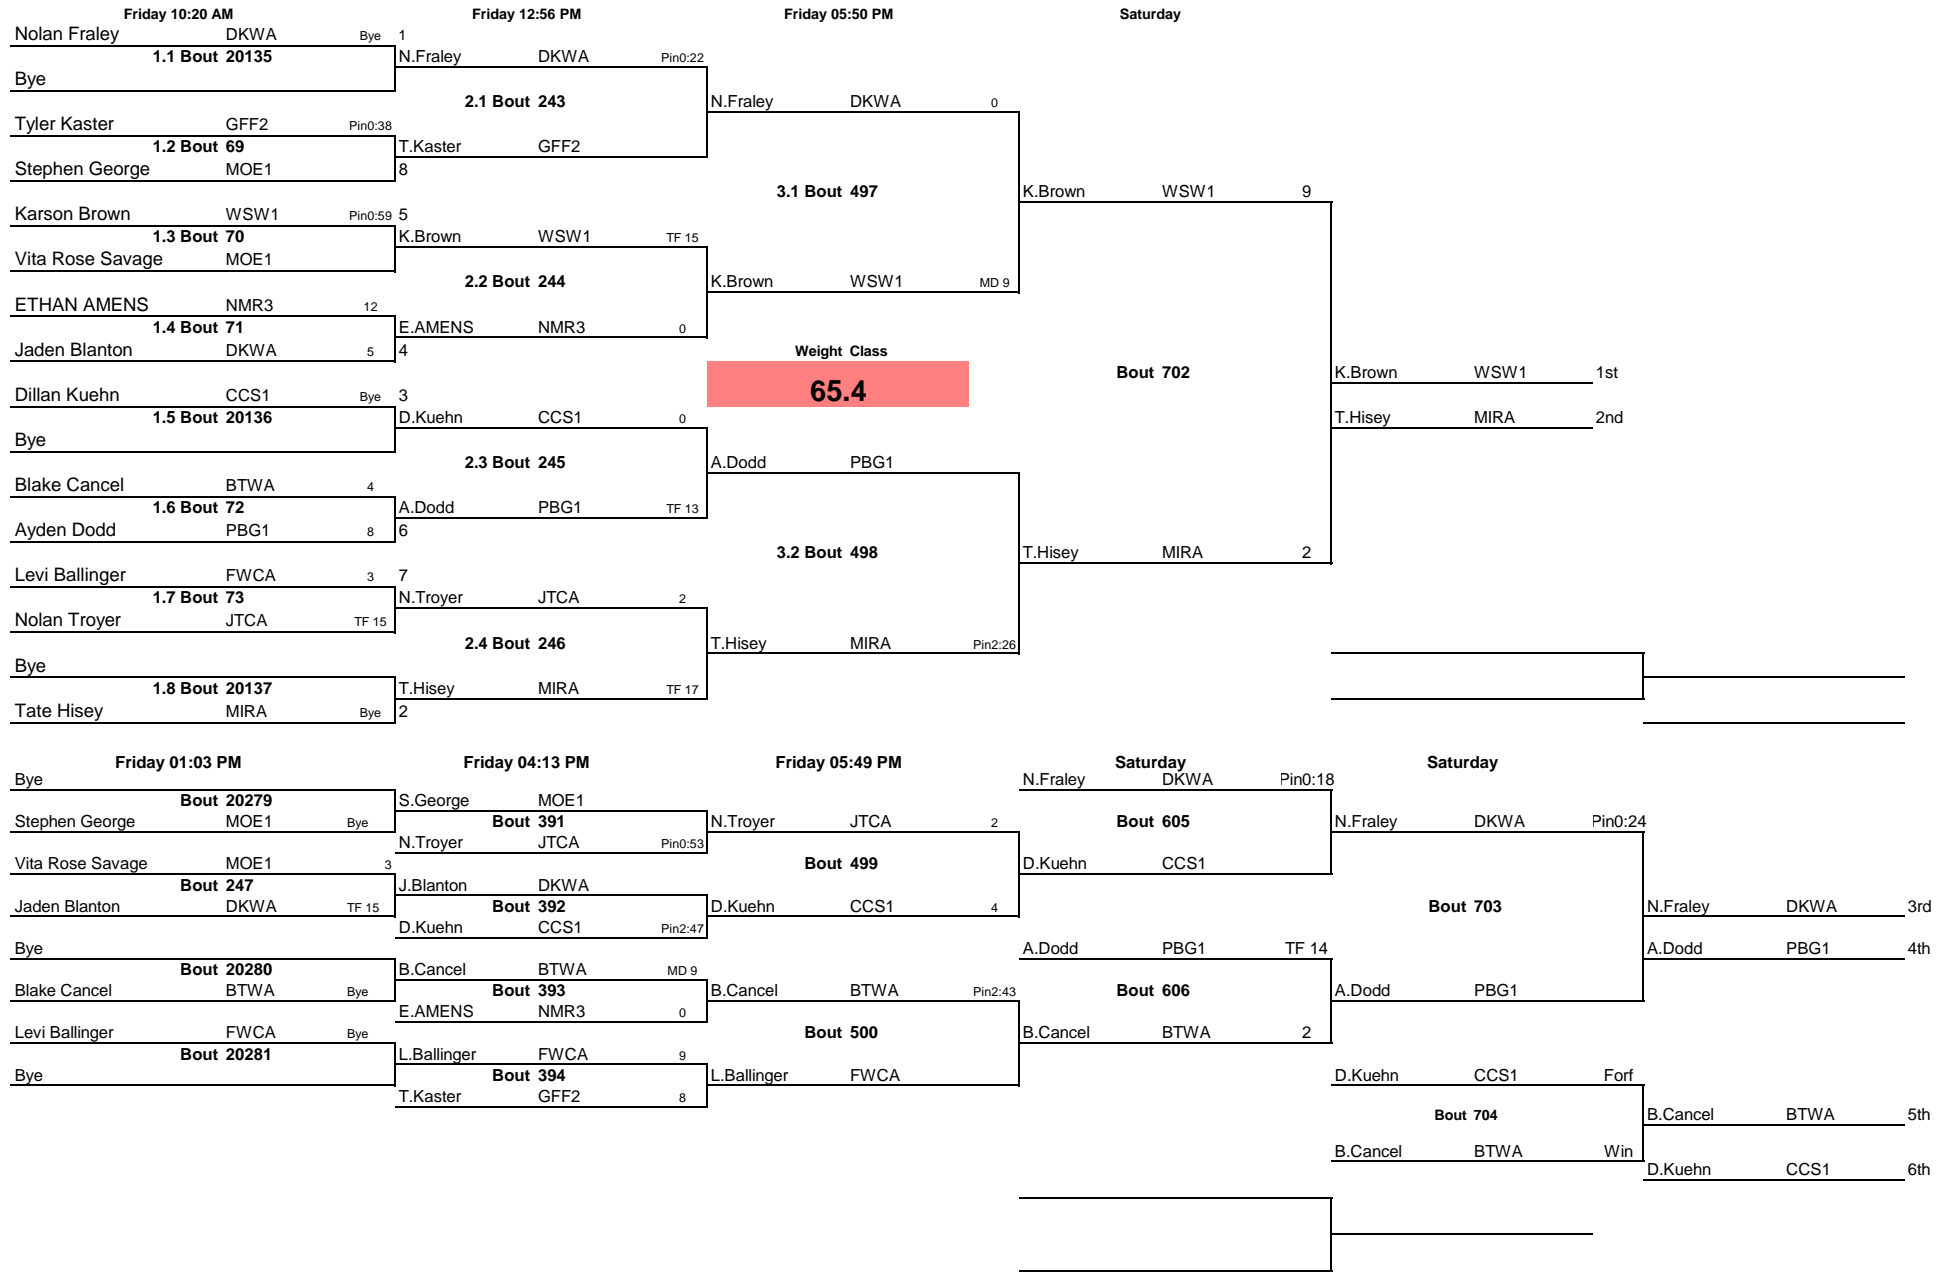 Friday 10:20 AM Friday 12:56 PM Friday 05:50 PM Saturday
Nolan Fraley DKWA Bye 1
1.1 Bout 20135 N.Fraley DKWA Pin0:22
Bye
2.1 Bout 243 N.Fraley DKWA 0
Tyler Kaster GFF2 Pin0:38
1.2 Bout 69 T.Kaster GFF2
Stephen George MOE1 8
3.1 Bout 497 K.Brown WSW1 9
Karson Brown WSW1 Pin0:59 5
1.3 Bout 70 K.Brown WSW1 TF 15
Vita Rose Savage MOE1
2.2 Bout 244 K.Brown WSW1 MD 9
ETHAN AMENS NMR3 12
1.4 Bout 71 E.AMENS NMR3 0
Jaden Blanton DKWA 5 4 Weight Class
Bout 702 K.Brown WSW1 1st
Dillan Kuehn CCS1 Bye 3 65.4
1.5 Bout 20136 D.Kuehn CCS1 0 T.Hisey MIRA 2nd
Bye
2.3 Bout 245 A.Dodd PBG1
Blake Cancel BTWA 4
1.6 Bout 72 A.Dodd PBG1 TF 13
Ayden Dodd PBG1 8 6
3.2 Bout 498 T.Hisey MIRA 2
Levi Ballinger FWCA 3 7
1.7 Bout 73 N.Troyer JTCA 2
Nolan Troyer JTCA TF 15
2.4 Bout 246 T.Hisey MIRA Pin2:26
Bye
1.8 Bout 20137 T.Hisey MIRA TF 17
Tate Hisey MIRA Bye 2
Friday 01:03 PM Friday 04:13 PM Friday 05:49 PM Saturday Saturday
Bye N.Fraley DKWA Pin0:18
Bout 20279 S.George MOE1
Stephen George MOE1 Bye Bout 391 N.Troyer JTCA 2 Bout 605 N.Fraley DKWA Pin0:24
N.Troyer JTCA Pin0:53
Vita Rose Savage MOE1 3 Bout 499 D.Kuehn CCS1
Bout 247 J.Blanton DKWA
Jaden Blanton DKWA TF 15 Bout 392 D.Kuehn CCS1 4 Bout 703 N.Fraley DKWA 3rd
D.Kuehn CCS1 Pin2:47
Bye A.Dodd PBG1 TF 14 A.Dodd PBG1 4th
Bout 20280 B.Cancel BTWA MD 9
Blake Cancel BTWA Bye Bout 393 B.Cancel BTWA Pin2:43 Bout 606 A.Dodd PBG1
E.AMENS NMR3 0
Levi Ballinger FWCA Bye Bout 500 B.Cancel BTWA 2
Bout 20281 L.Ballinger FWCA 9
Bye Bout 394 L.Ballinger FWCA D.Kuehn CCS1 Forf
T.Kaster GFF2 8
Bout 704 B.Cancel BTWA 5th
B.Cancel BTWA Win
D.Kuehn CCS1 6th